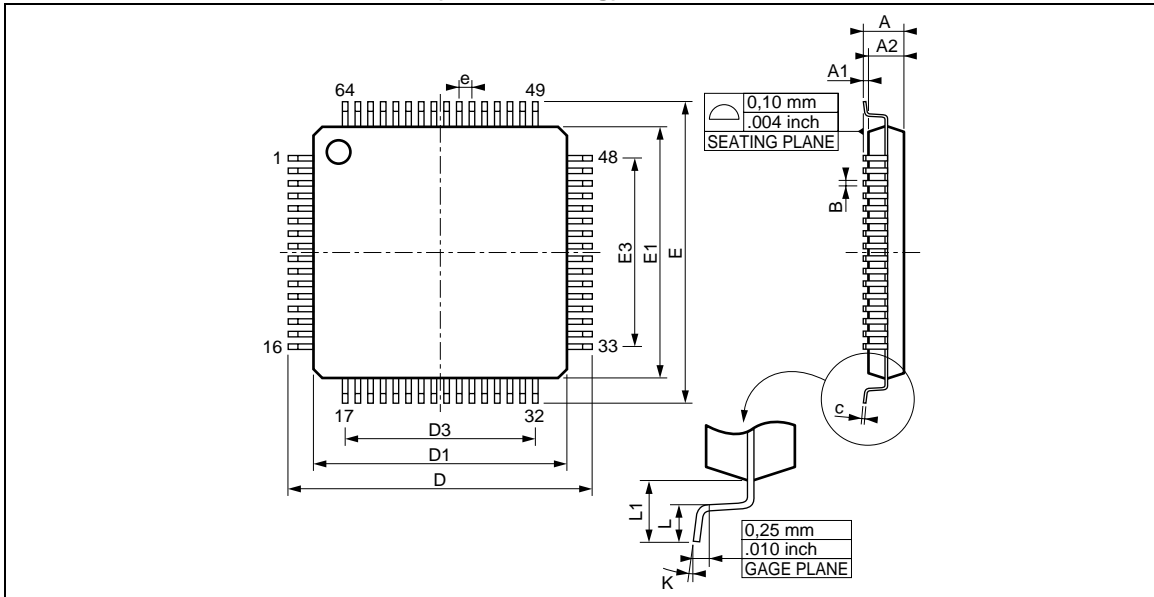 A
A2
A1
e
64
49
0,10 mm
.004 inch
SEATING PLANE
1
48
B
E3
E1
E
16
33
17
32
D3
D1
D
c
L1
L
K
0,25 mm
.010 inch
GAGE PLANE